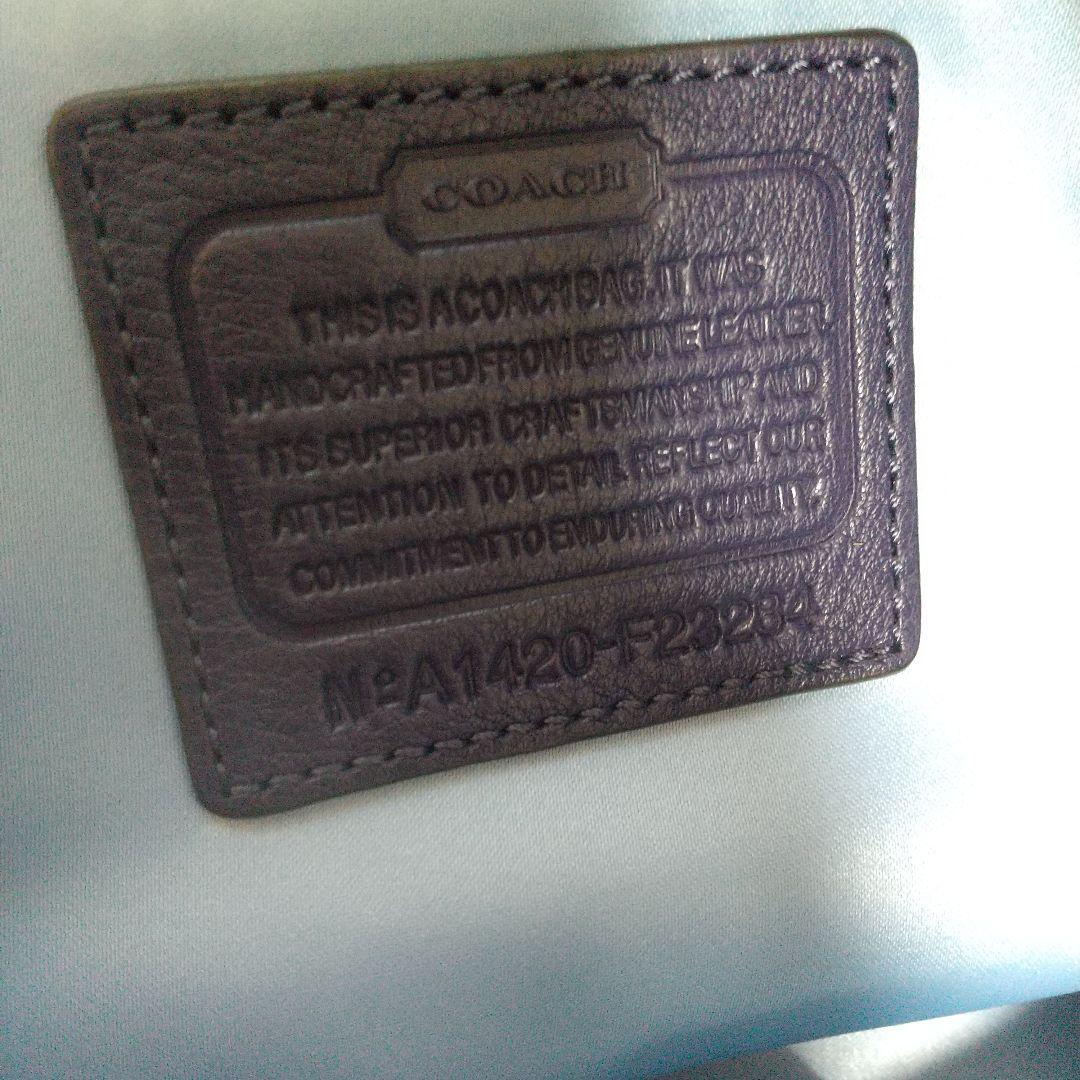 COACH
THIS IS A COACH BAG. IT WAS
HANDCRAFTED FROM GENUINE LEATHER.
ITS SUPERIOR CRAFTSMANSHIP AND
ATTENTION TO DETAIL REFLECT OUR
COMMITMENT TO ENDURING QUALITY.
Nº A1420-F23284